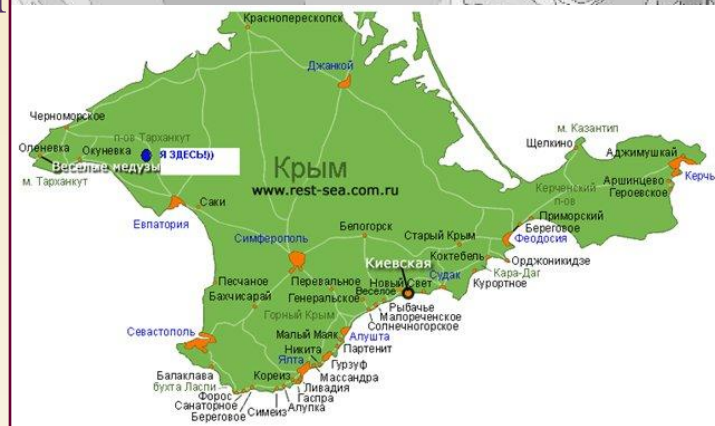 Красноперекопск
Джанкой
Черноморское
п-ов Тарханкут
Оленевка
Окуневка
Я ЗДЕСЬ!))
Веселые медузы
м. Тарханкут
м. Казантип
Щелкино
Аджимушкай
Керчь
Крым
www.rest-sea.com.ru
Аршинцево
Героевское
Керченский
п-ов
Саки
Евпатория
Приморский
Береговое
Белогорск
Старый Крым
Феодосия
Симферополь
Коктебель
Орджоникидзе
Киевская
Кара-Даг
Песчаное
Перевальное
Новый Свет
Судак
Курортное
Бахчисарай
Генеральское
Веселое
Рыбачье
Горный Крым
Малореченское
Солнечногорское
Севастополь
Малый Маяк
Алушта
Никита
Партенит
Ялта
Гурзуф
Балаклава
Кореиз
Массандра
бухта Ласпи
Ливадия
Форос
Гаспра
Санаторное
Алупка
Береговое
Симеиз